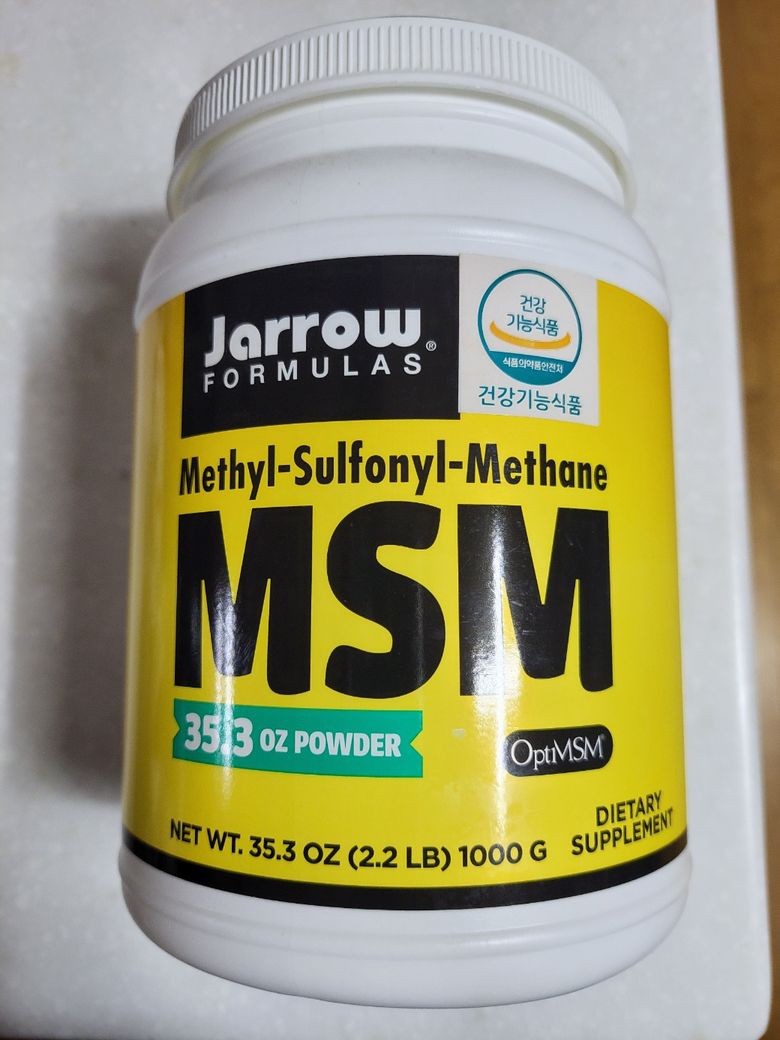 Jarrow®
FORMULAS
건강
기능식품
식품의약품안전처
건강기능식품
Methyl-Sulfonyl-Methane
MSM
35.3 OZ POWDER
OptiMSM®
NET WT. 35.3 OZ (2.2 LB) 1000 G
DIETARY
SUPPLEMENT